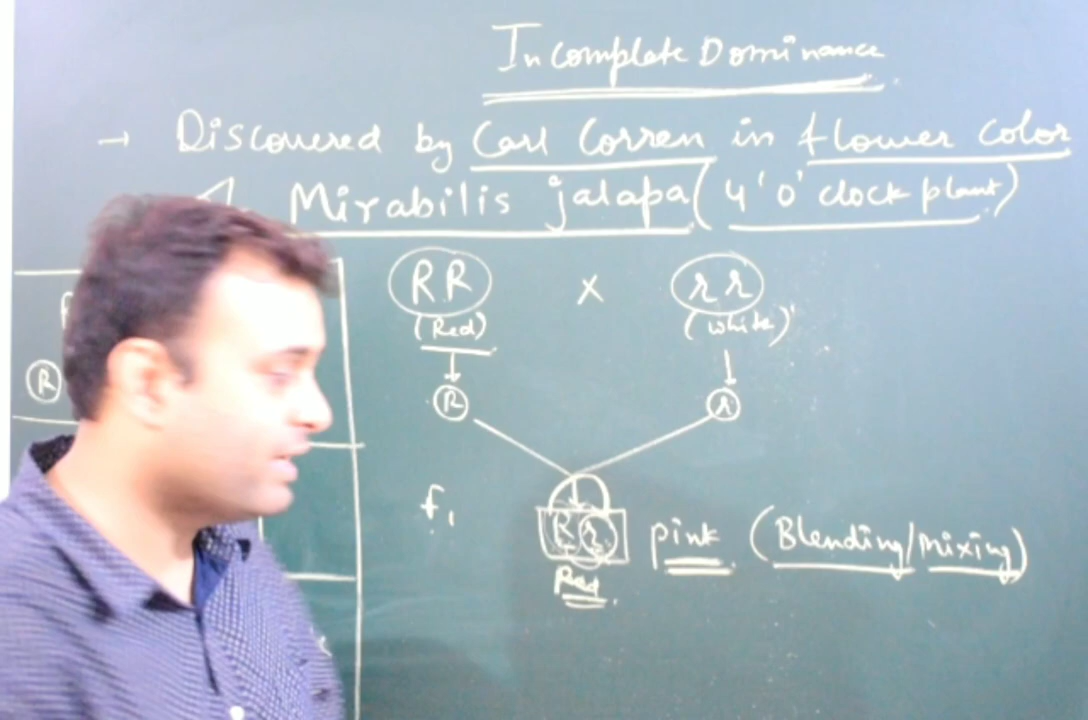 Incomplete Dominance
→ Discovered by Carl Corren in flower color
Mirabilis jalapa (4'o'clock plant)
RR x rr
(Red) (white)
R r
R
f1 Rr pink (Blending/Mixing)
Red